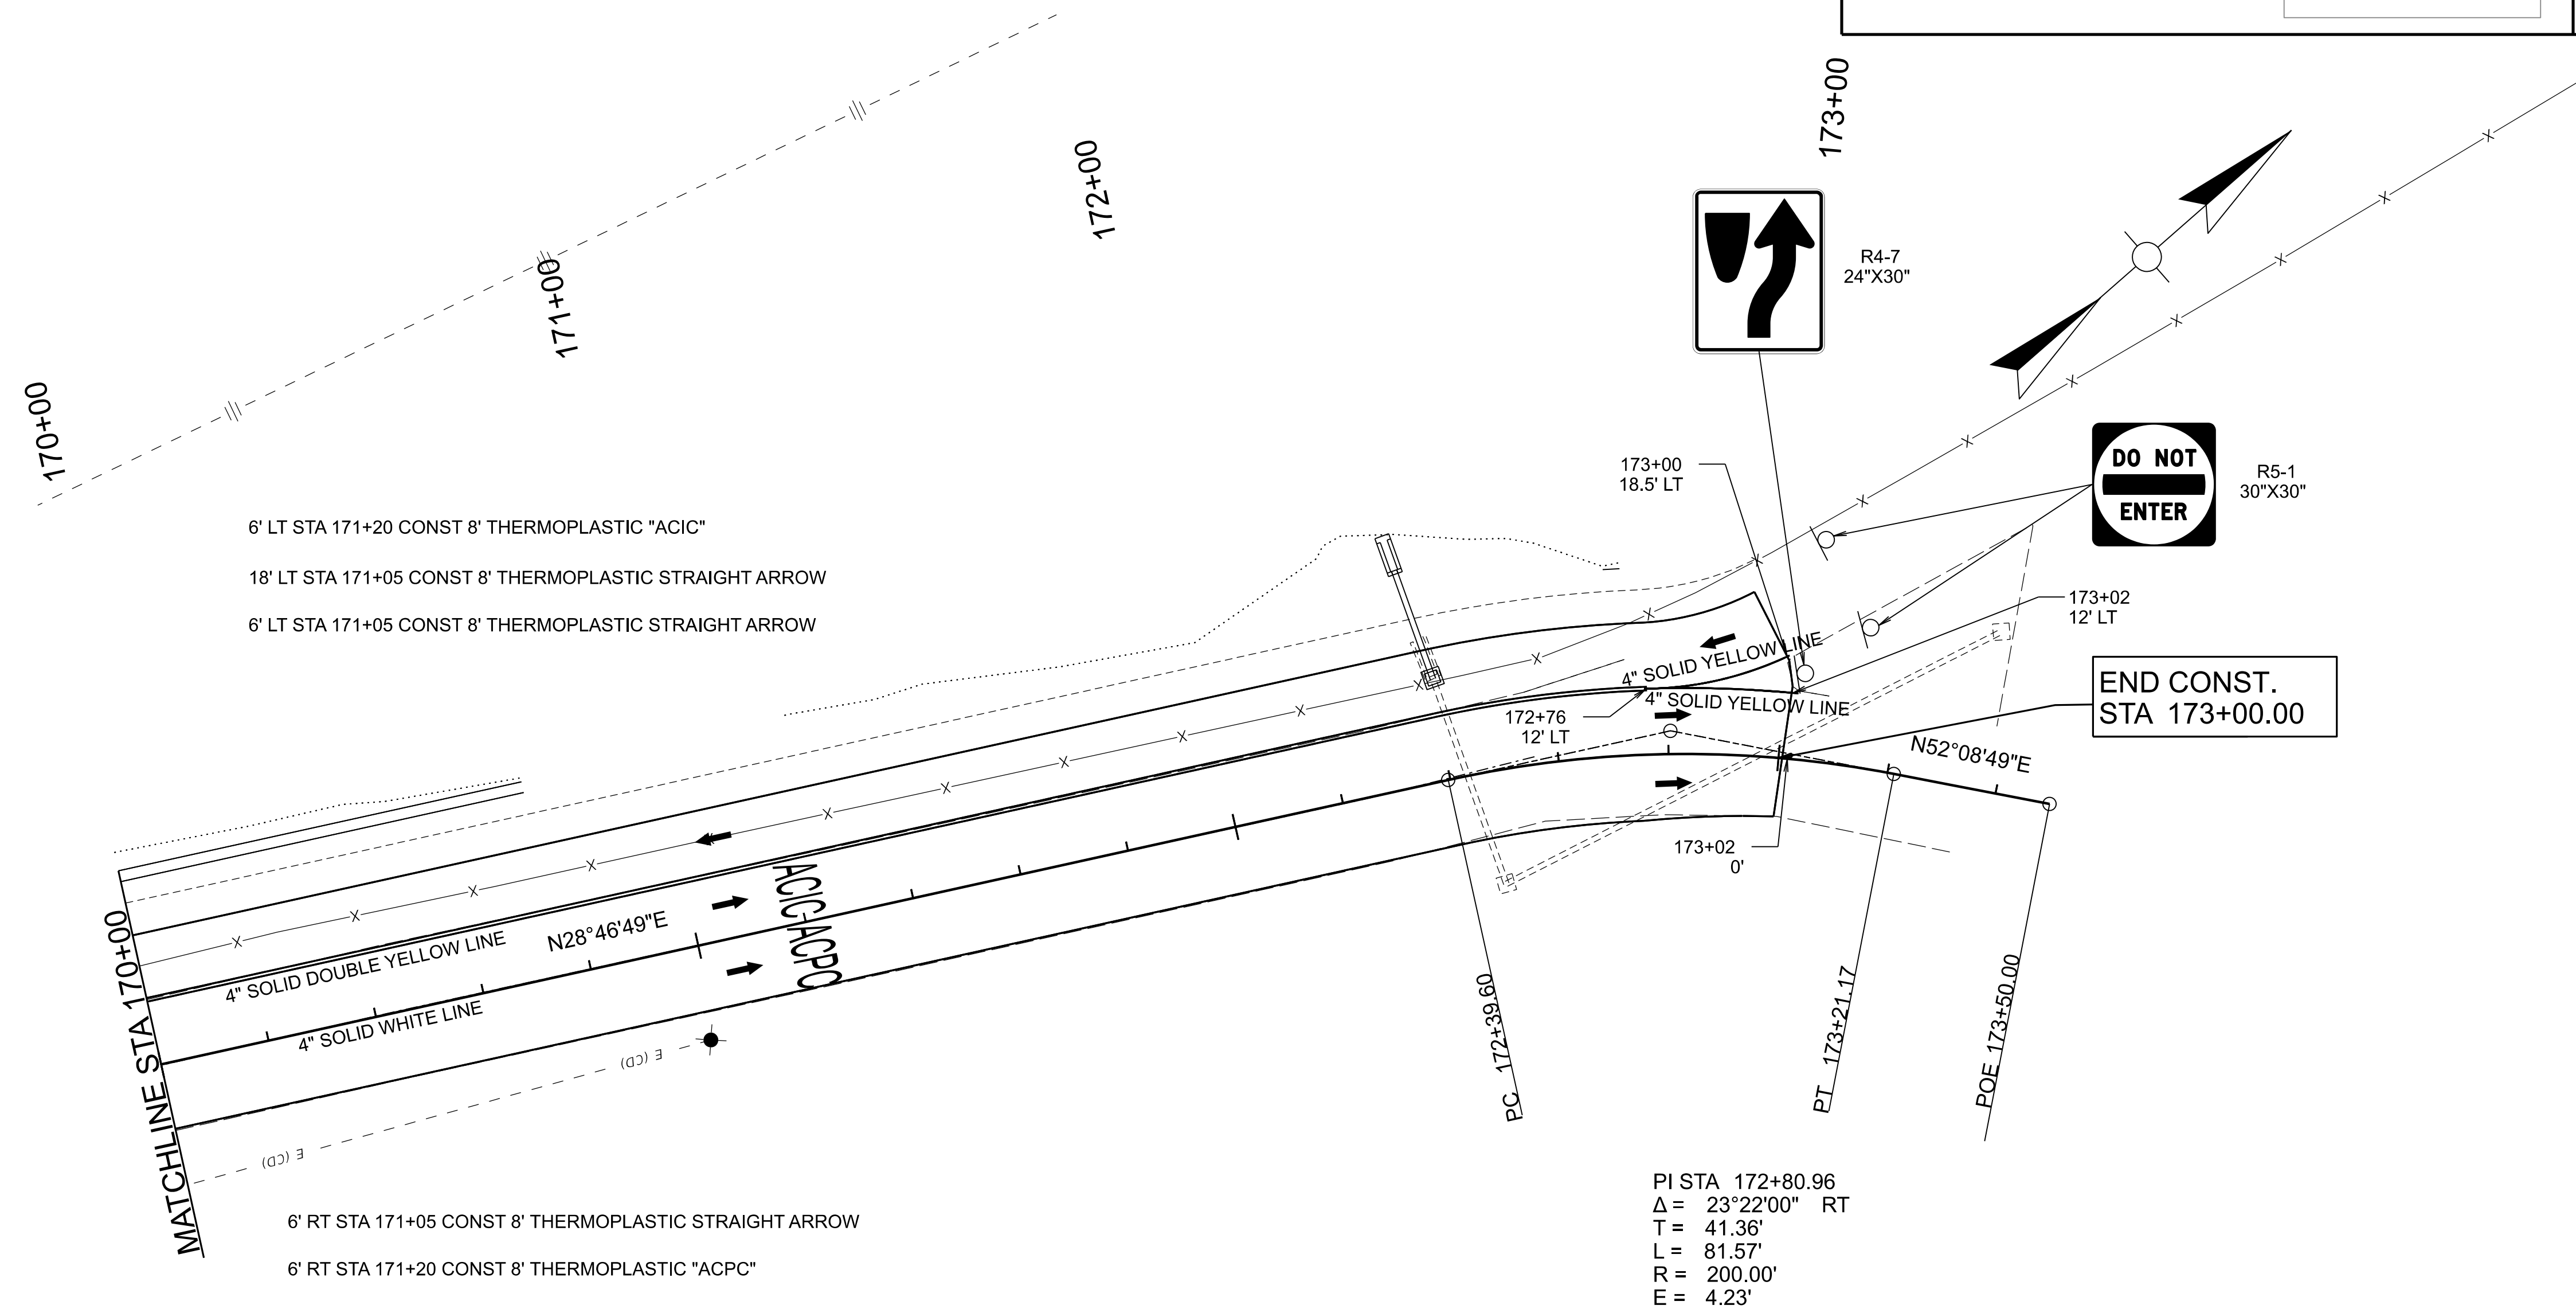 170+00
171+00
172+00
173+00
R4-7
24"X30"
DO NOT
ENTER
R5-1
30"X30"
173+00
18.5' LT
6' LT STA 171+20 CONST 8' THERMOPLASTIC "ACIC"
18' LT STA 171+05 CONST 8' THERMOPLASTIC STRAIGHT ARROW
6' LT STA 171+05 CONST 8' THERMOPLASTIC STRAIGHT ARROW
173+02
12' LT
4" SOLID YELLOW LINE
4" SOLID YELLOW LINE
172+76
12' LT
END CONST.
STA 173+00.00
N52°08'49"E
173+02
0'
MATCHLINE STA 170+00
4" SOLID DOUBLE YELLOW LINE
N28°46'49"E
ACIC-ACPC
4" SOLID WHITE LINE
E (CD)
E (CD)
PC 172+39.60
PT 173+21.17
POE 173+50.00
6' RT STA 171+05 CONST 8' THERMOPLASTIC STRAIGHT ARROW
6' RT STA 171+20 CONST 8' THERMOPLASTIC "ACPC"
PI STA 172+80.96
Δ = 23°22'00" RT
T = 41.36'
L = 81.57'
R = 200.00'
E = 4.23'